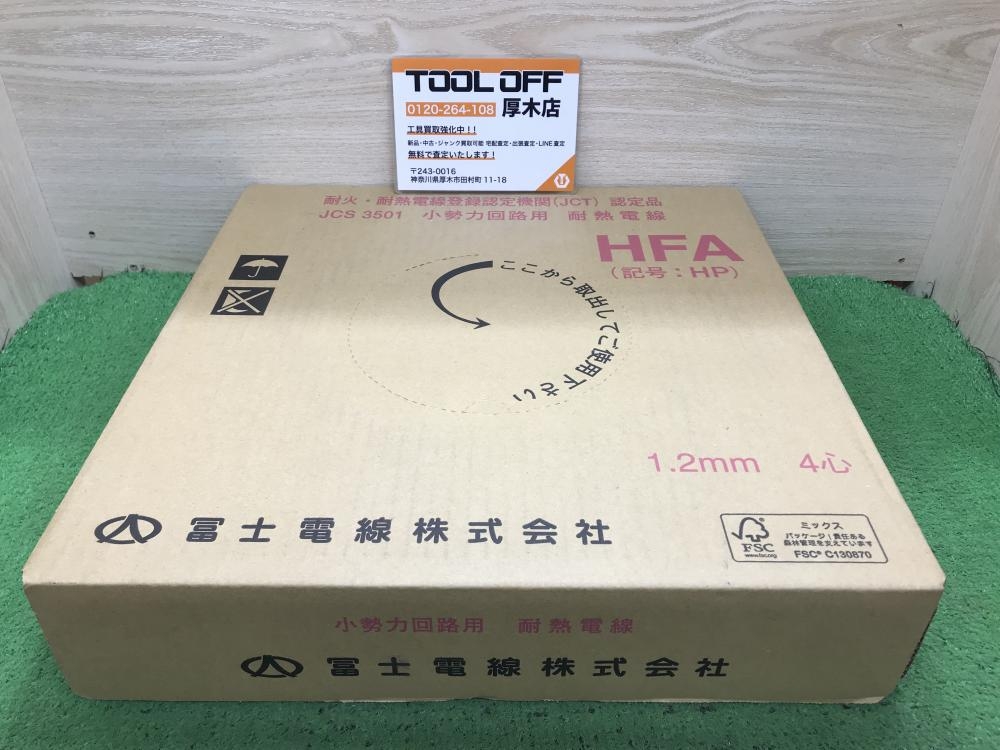 TOOL OFF
0120-264-108 厚木店
工具買取強化中！！
新品・中古・ジャンク買取可能 宅配査定・出張査定・LINE査定
無料で査定いたします！
〒243-0016
神奈川県厚木市田村町 11-18
耐火・耐熱電線登録認定機関(JCT) 認定品
JCS 3501 小勢力回路用 耐熱電線
HFA
(記号：HP)
ここから取出してご使用下さい
1.2mm 4心
冨士電線株式会社
FSC
www.fsc.org
ミックス
パッケージ｜責任ある
森林管理を支えています
FSC® C130870
小勢力回路用 耐熱電線
冨士電線株式会社